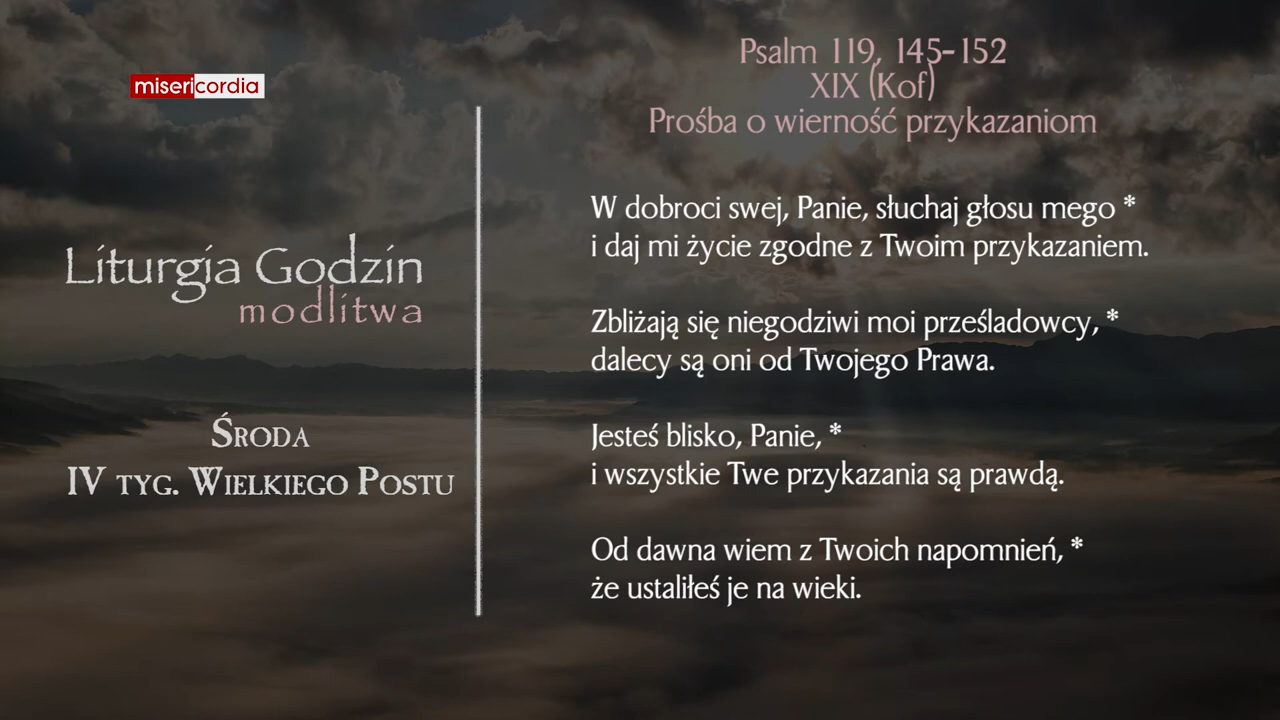 misericordia
Liturgia Godzin
modlitwa
Środa
IV tyg. Wielkiego Postu
Psalm 119, 145-152
XIX (Kof)
Prośba o wierność przykazaniom
W dobroci swej, Panie, słuchaj głosu mego *
i daj mi życie zgodne z Twoim przykazaniem.
Zbliżają się niegodziwi moi prześladowcy, *
dalecy są oni od Twojego Prawa.
Jesteś blisko, Panie, *
i wszystkie Twe przykazania są prawdą.
Od dawna wiem z Twoich napomnień, *
że ustaliłeś je na wieki.